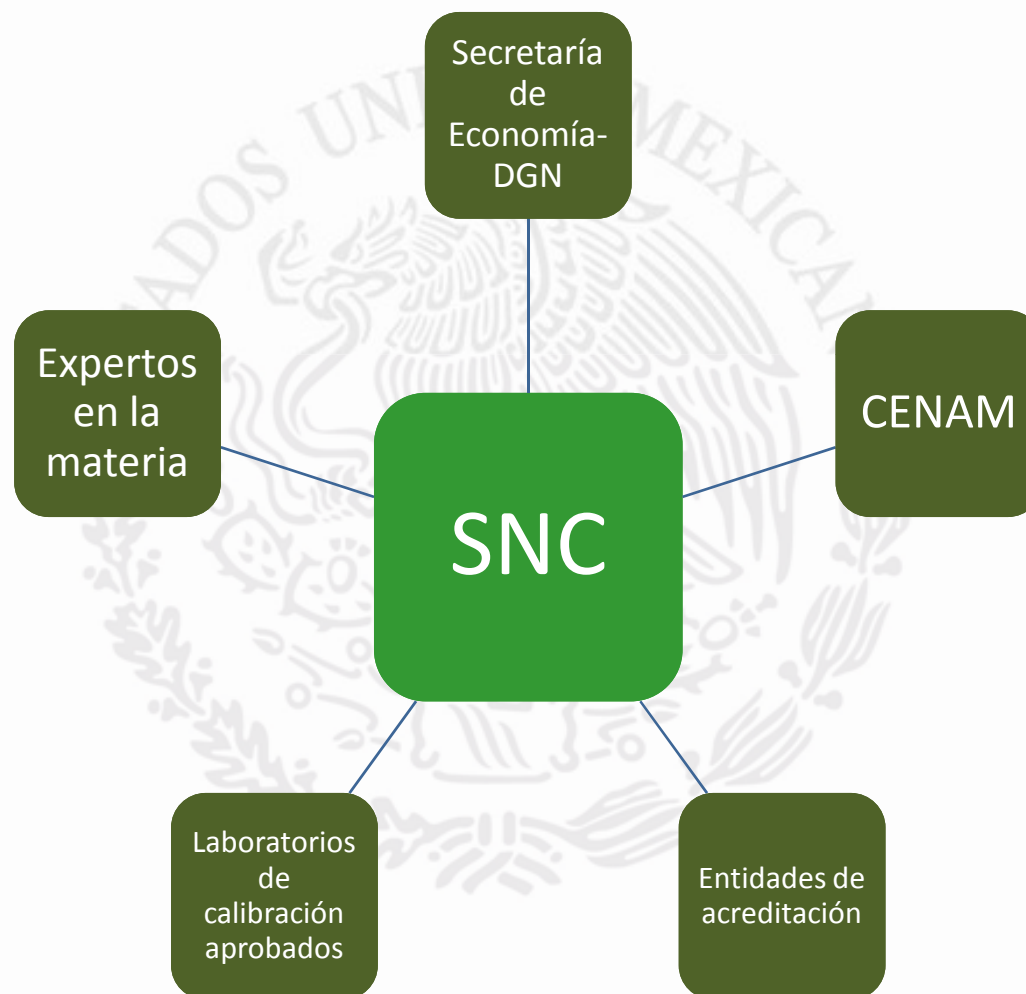 Secretaría
de
Economía-
DGN
Expertos
en la
materia
CENAM
SNC
Laboratorios
de
calibración
aprobados
Entidades de
acreditación